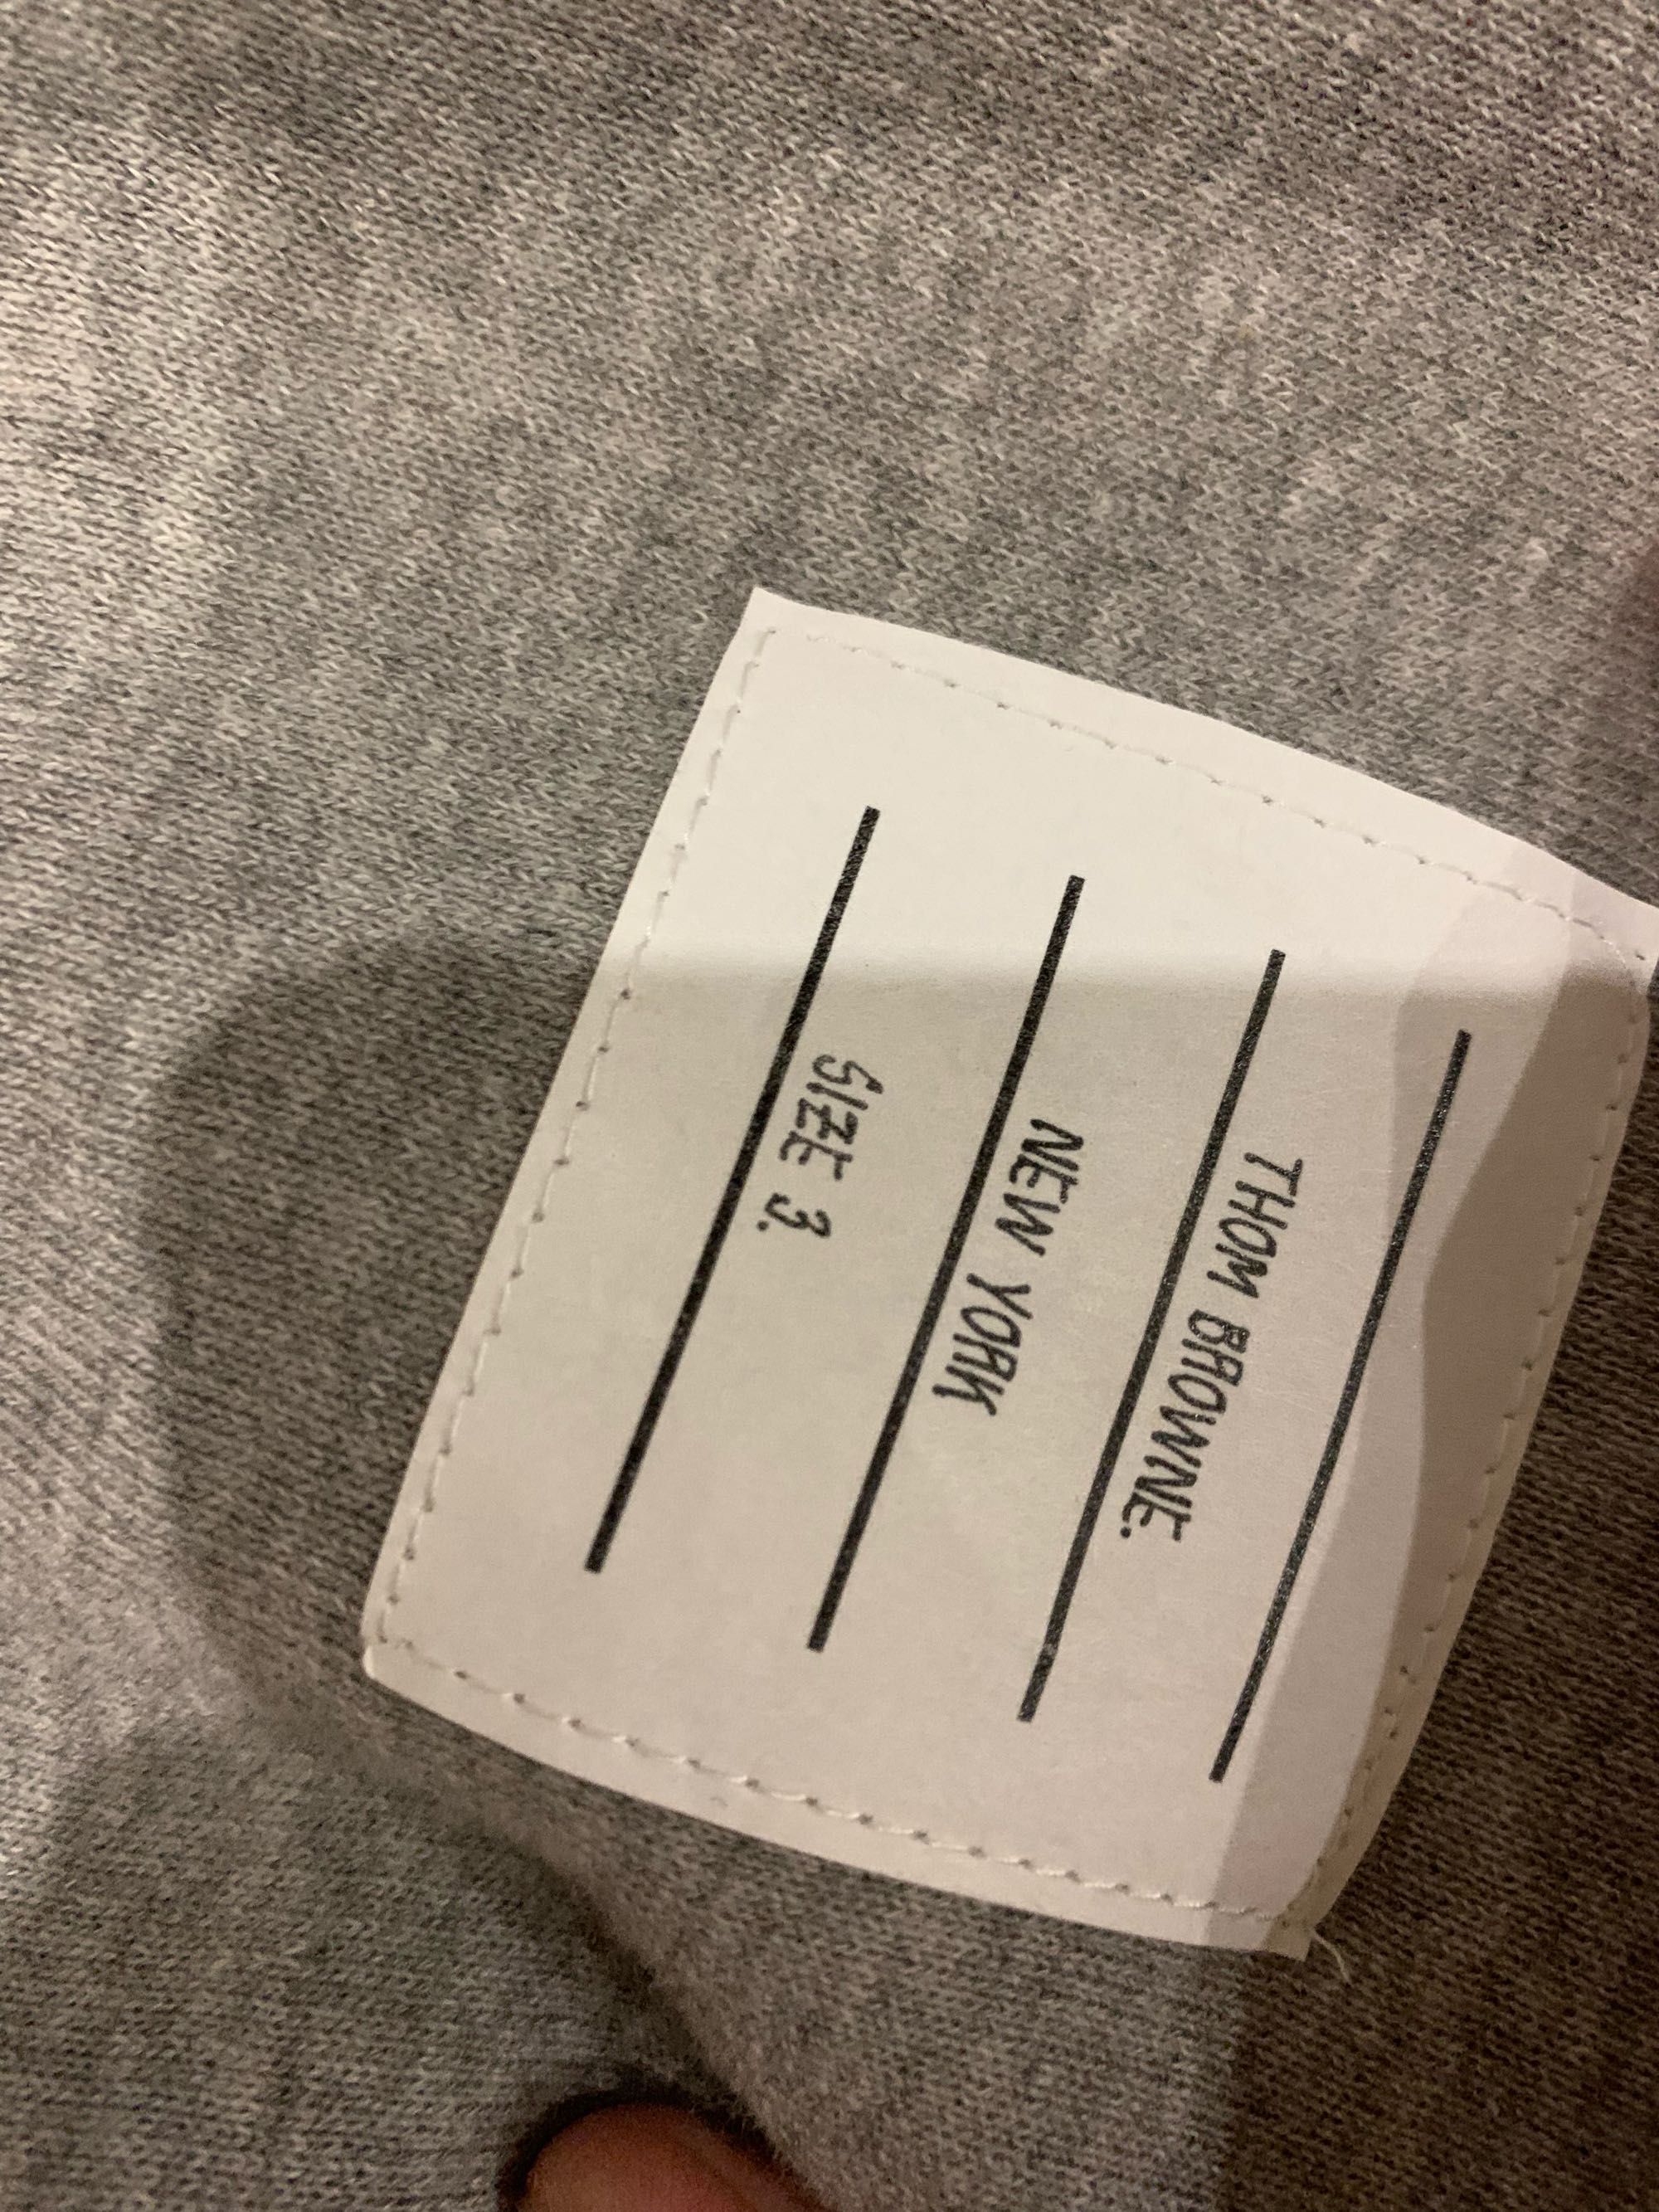 THOM BROWNE.
NEW YORK
SIZE 3.